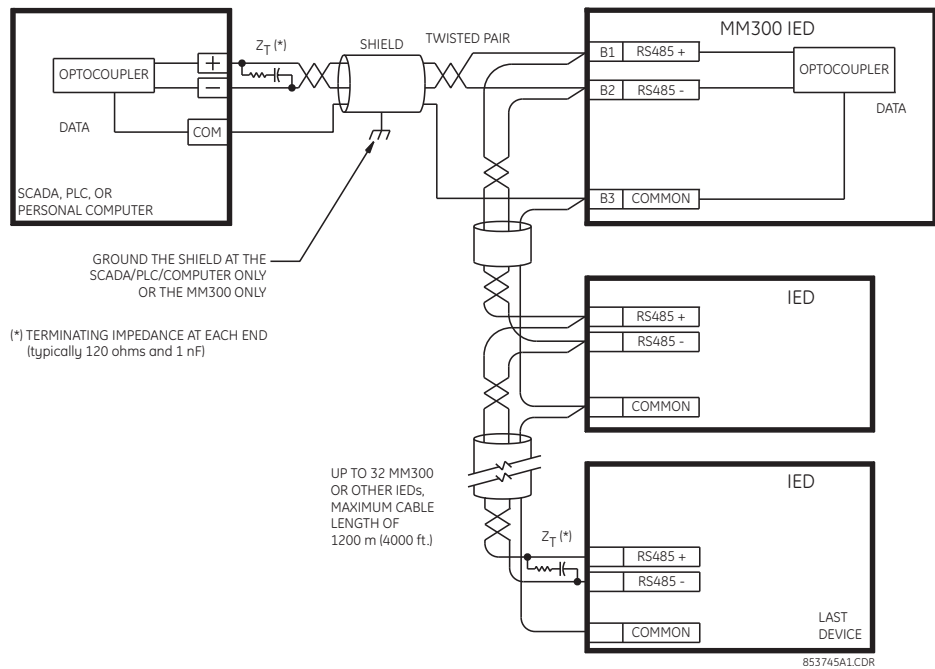 Z_T (*)
SHIELD
TWISTED PAIR
MM300 IED
+
OPTOCOUPLER
−
DATA
COM
SCADA, PLC, OR
PERSONAL COMPUTER
B1 RS485 +
B2 RS485 -
OPTOCOUPLER
DATA
B3 COMMON
GROUND THE SHIELD AT THE
SCADA/PLC/COMPUTER ONLY
OR THE MM300 ONLY
(*) TERMINATING IMPEDANCE AT EACH END
(typically 120 ohms and 1 nF)
IED
RS485 +
RS485 -
COMMON
UP TO 32 MM300
OR OTHER IEDs,
MAXIMUM CABLE
LENGTH OF
1200 m (4000 ft.)
Z_T (*)
IED
RS485 +
RS485 -
COMMON
LAST
DEVICE
853745A1.CDR